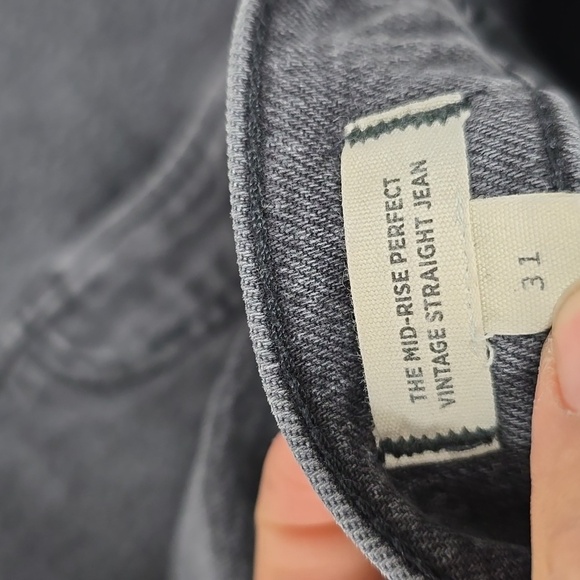 THE MID-RISE PERFECT
VINTAGE STRAIGHT JEAN
31